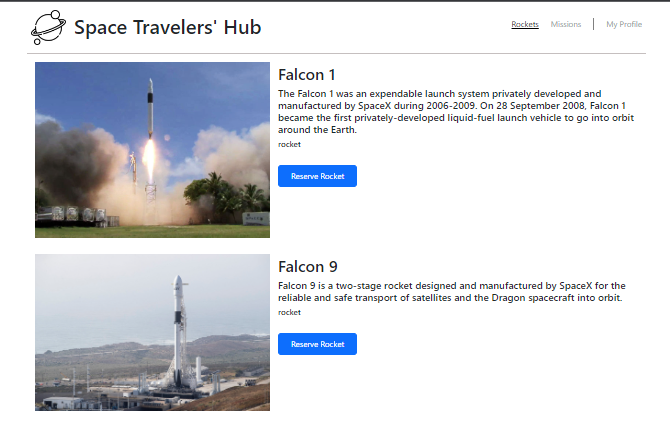 Space Travelers' Hub
Rockets
Missions
My Profile
Falcon 1
The Falcon 1 was an expendable launch system privately developed and
manufactured by SpaceX during 2006-2009. On 28 September 2008, Falcon 1
became the first privately-developed liquid-fuel launch vehicle to go into orbit
around the Earth.
rocket
Reserve Rocket
Falcon 9
Falcon 9 is a two-stage rocket designed and manufactured by SpaceX for the
reliable and safe transport of satellites and the Dragon spacecraft into orbit.
rocket
Reserve Rocket